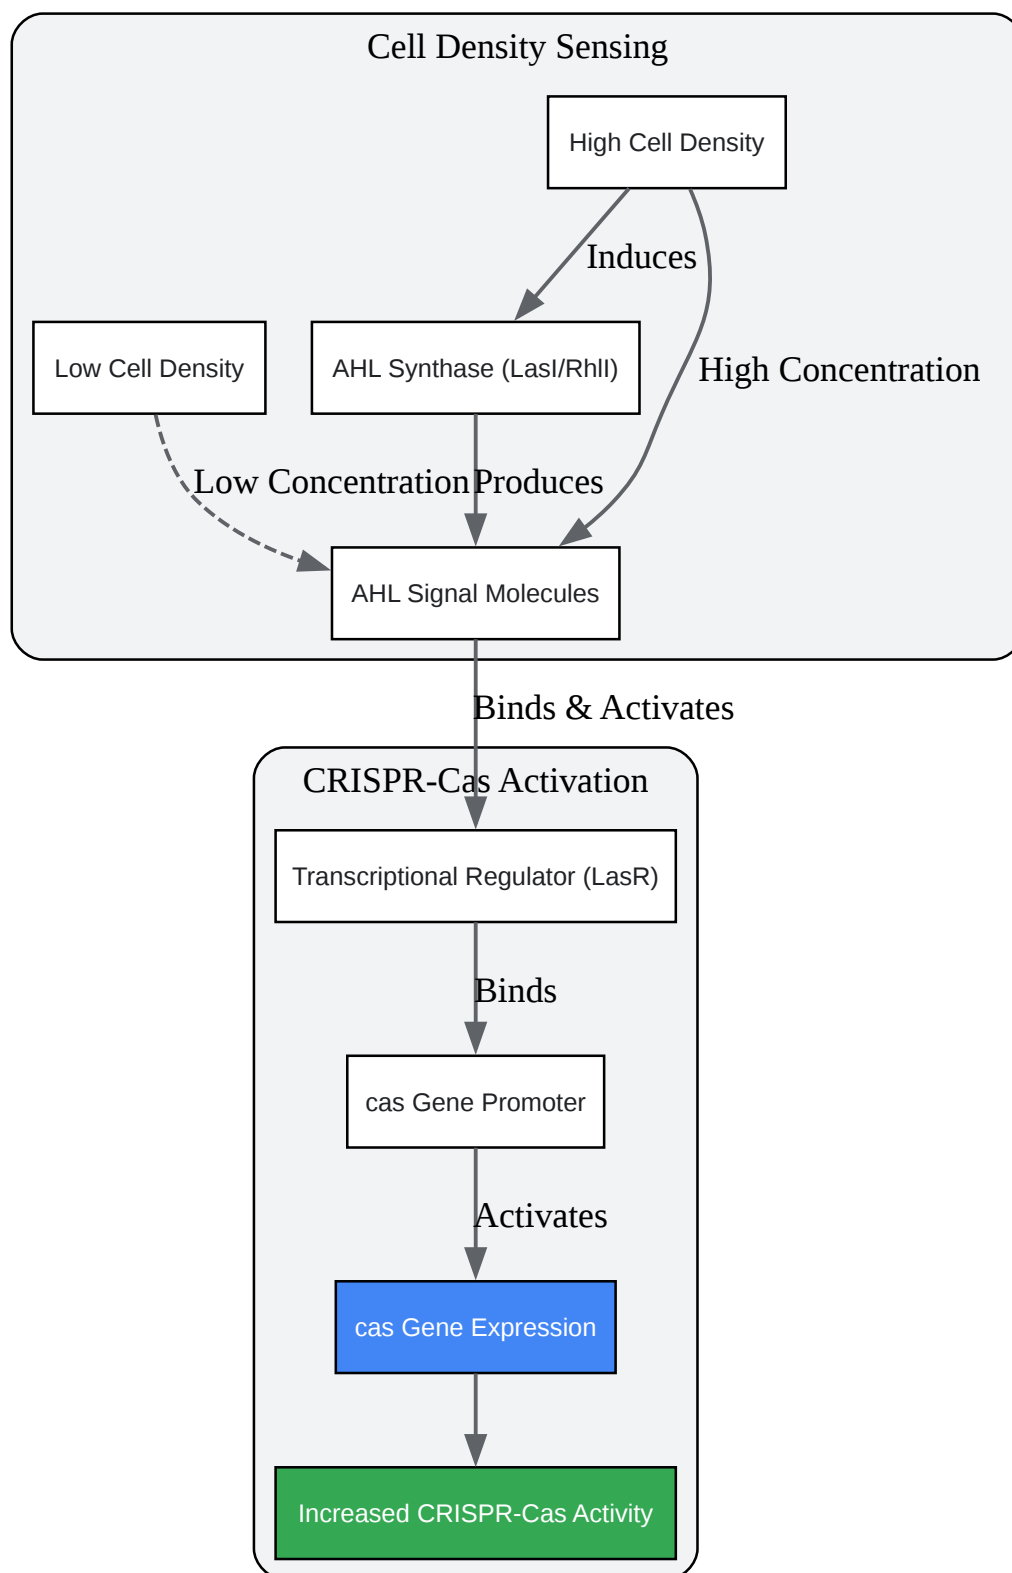 Cell Density Sensing
High Cell Density
Induces
Low Cell Density
AHL Synthase (LasI/RhlI)
High Concentration
Low Concentration
Produces
AHL Signal Molecules
Binds & Activates
CRISPR-Cas Activation
Transcriptional Regulator (LasR)
Binds
cas Gene Promoter
Activates
cas Gene Expression
Increased CRISPR-Cas Activity